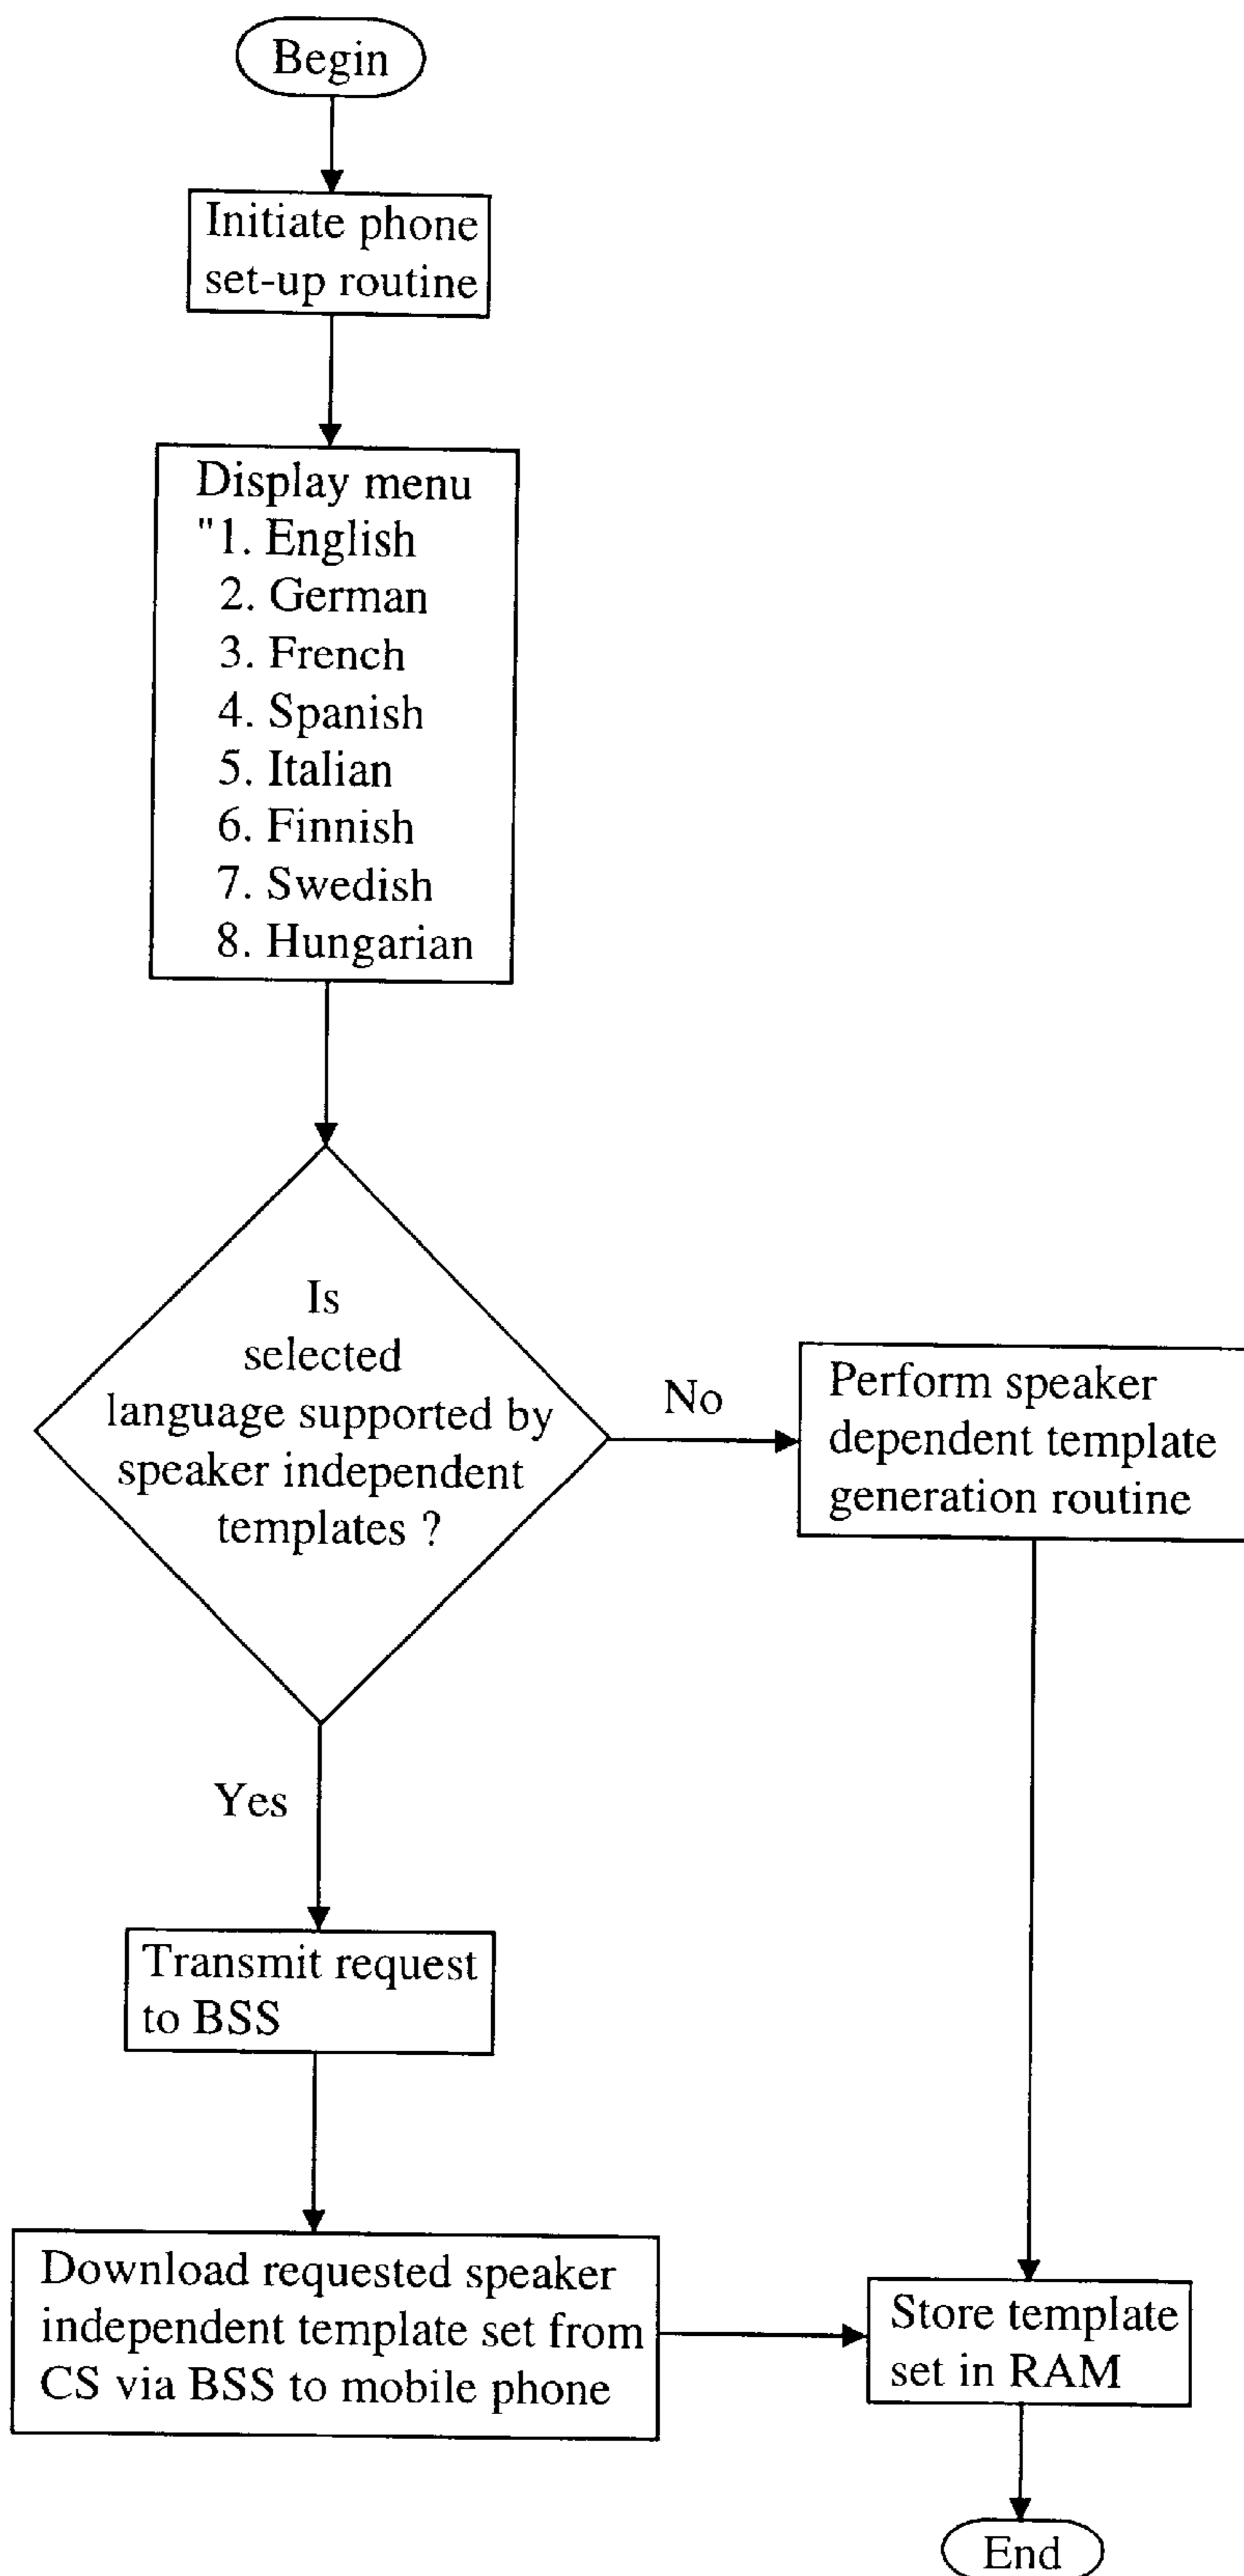 Begin
Initiate phone
set-up routine
Display menu
"1. English
2. German
3. French
4. Spanish
5. Italian
6. Finnish
7. Swedish
8. Hungarian
Is
selected
language supported by
speaker independent
templates ?
No
Perform speaker
dependent template
generation routine
Yes
Transmit request
to BSS
Download requested speaker
independent template set from
CS via BSS to mobile phone
Store template
set in RAM
End